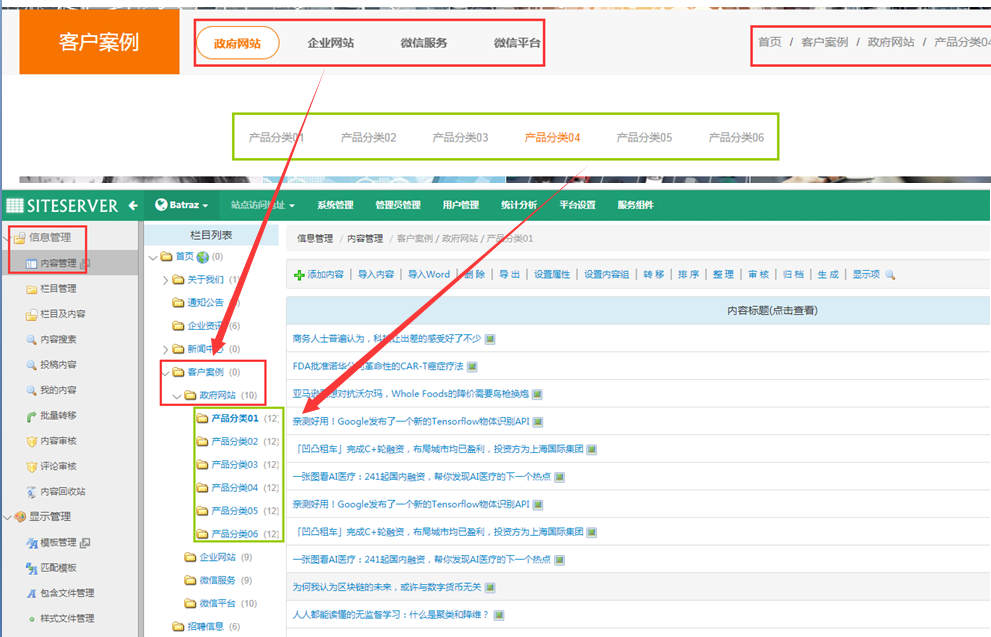 客户案例
政府网站 企业网站 微信服务 微信平台
首页 / 客户案例 / 政府网站 / 产品分类04
产品分类01 产品分类02 产品分类03 产品分类04 产品分类05 产品分类06
SITESERVER Batraz 站点访问地址 系统管理 管理员管理 用户管理 统计分析 平台设置 服务组件
信息管理
内容管理
栏目管理
栏目及内容
内容搜索
投稿内容
我的内容
批量转移
内容审核
评论审核
内容回收站
显示管理
模板管理
匹配模板
包含文件管理
样式文件管理
栏目列表
首页 (0)
关于我们 (1)
通知公告
企业资讯 (6)
新闻中心 (0)
客户案例 (0)
政府网站 (10)
产品分类01 (12)
产品分类02 (12)
产品分类03 (12)
产品分类04 (12)
产品分类05 (12)
产品分类06 (12)
企业网站 (9)
微信服务 (9)
微信平台 (10)
招聘信息 (6)
信息管理 / 内容管理 / 客户案例 / 政府网站 / 产品分类01
添加内容 | 导入内容 | 导入Word | 删 除 | 导 出 | 设置属性 | 设置内容组 | 转 移 | 排 序 | 整 理 | 审 核 | 归 档 | 生 成 | 显示项
内容标题(点击查看)
商务人士普遍认为，科技让出差的感受好了不少
FDA批准诺华公司革命性的CAR-T癌症疗法
亚马逊要想对抗沃尔玛，Whole Foods的降价需要鸟枪换炮
亲测好用！Google发布了一个新的Tensorflow物体识别API
「凹凸租车」完成C+轮融资，布局城市均已盈利，投资方为上海国际集团
一张图看AI医疗：241起国内融资，帮你发现AI医疗的下一个热点
亲测好用！Google发布了一个新的Tensorflow物体识别API
「凹凸租车」完成C+轮融资，布局城市均已盈利，投资方为上海国际集团
一张图看AI医疗：241起国内融资，帮你发现AI医疗的下一个热点
为何我认为区块链的未来，或许与数字货币无关
人人都能读懂的无监督学习：什么是聚类和降维？